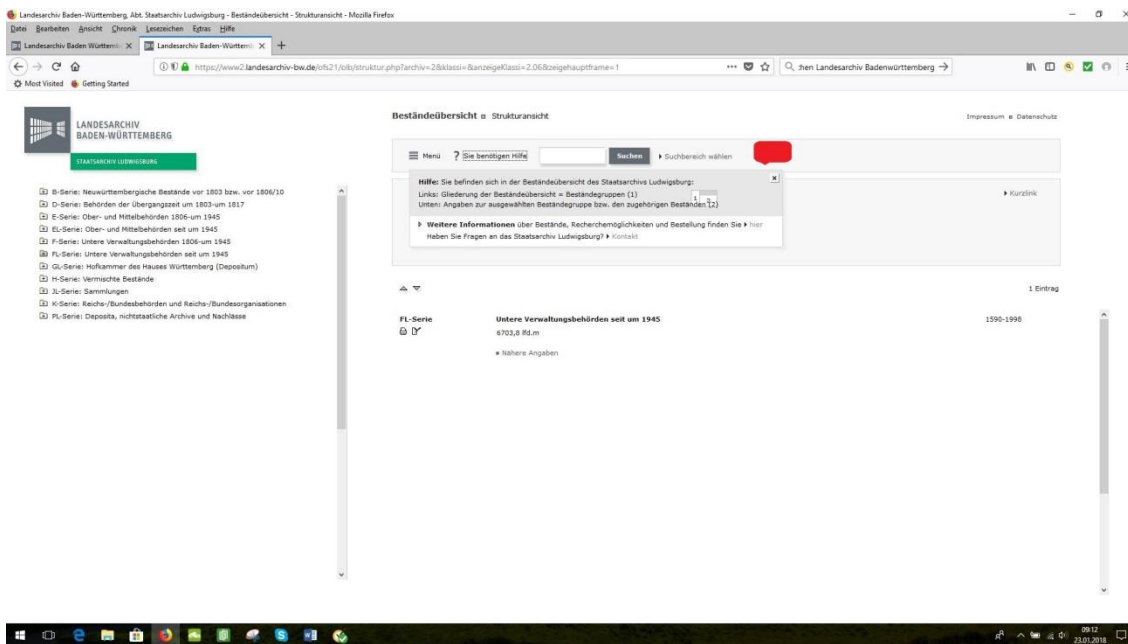 Landesarchiv Baden-Württemberg, Abt. Staatsarchiv Ludwigsburg - Beständeübersicht - Strukturansicht - Mozilla Firefox
Datei Bearbeiten Ansicht Chronik Lesezeichen Extras Hilfe
Landesarchiv Baden Württem
Landesarchiv Baden-Württem
https://www2.landesarchiv-bw.de/ofs21/olb/struktur.php?archiv=2&klassi=&anzeigeKlassi=2.06&zeigehauptframe=1
:hen Landesarchiv Badenwürttemberg
Most Visited Getting Started
LANDESARCHIV
BADEN-WÜRTTEMBERG
STAATSARCHIV LUDWIGSBURG
B-Serie: Neuwürttembergische Bestände vor 1803 bzw. vor 1806/10
D-Serie: Behörden der Übergangszeit um 1803-um 1817
E-Serie: Ober- und Mittelbehörden 1806-um 1945
EL-Serie: Ober- und Mittelbehörden seit um 1945
F-Serie: Untere Verwaltungsbehörden 1806-um 1945
FL-Serie: Untere Verwaltungsbehörden seit um 1945
GL-Serie: Hofkammer des Hauses Württemberg (Depositum)
H-Serie: Vermischte Bestände
JL-Serie: Sammlungen
K-Serie: Reichs-/Bundesbehörden und Reichs-/Bundesorganisationen
PL-Serie: Deposita, nichtstaatliche Archive und Nachlässe
Beständeübersicht Strukturansicht
Impressum Datenschutz
Menü ? Sie benötigen Hilfe Suchen Suchbereich wählen
Hilfe: Sie befinden sich in der Beständeübersicht des Staatsarchivs Ludwigsburg:
Links: Gliederung der Beständeübersicht = Beständegruppen (1)
Unten: Angaben zur ausgewählten Beständegruppe bzw. den zugehörigen Beständen (2)
1
Weitere Informationen über Bestände, Recherchemöglichkeiten und Bestellung finden Sie hier
Haben Sie Fragen an das Staatsarchiv Ludwigsburg? Kontakt
Kurzlink
1 Eintrag
FL-Serie Untere Verwaltungsbehörden seit um 1945 1590-1998
6703,8 lfd.m
Nähere Angaben
09:12
23.01.2018